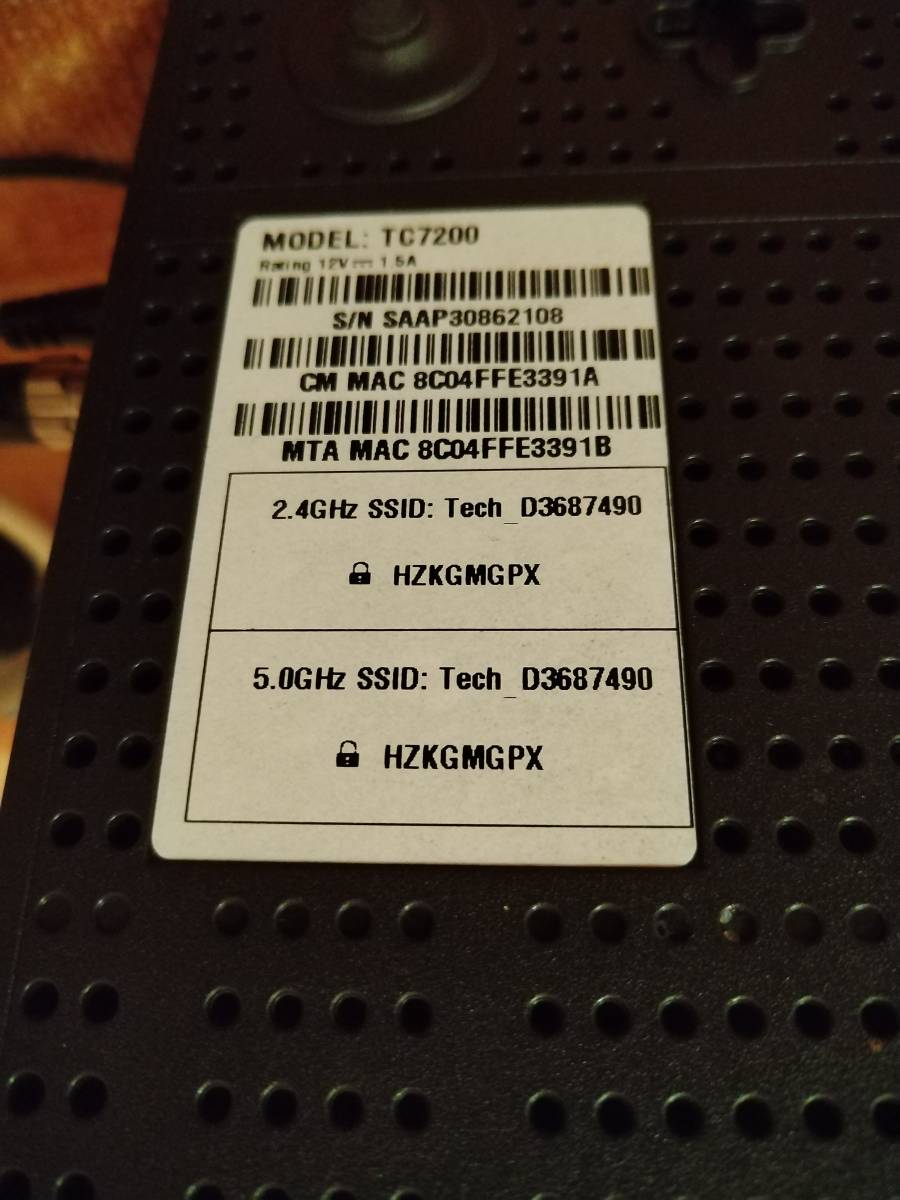 MODEL: TC7200
Rating 12V⎓ 1.5A
S/N SAAP30862108
CM MAC 8C04FFE3391A
MTA MAC 8C04FFE3391B
2.4GHz SSID: Tech_D3687490
HZKGMGPX
5.0GHz SSID: Tech_D3687490
HZKGMGPX